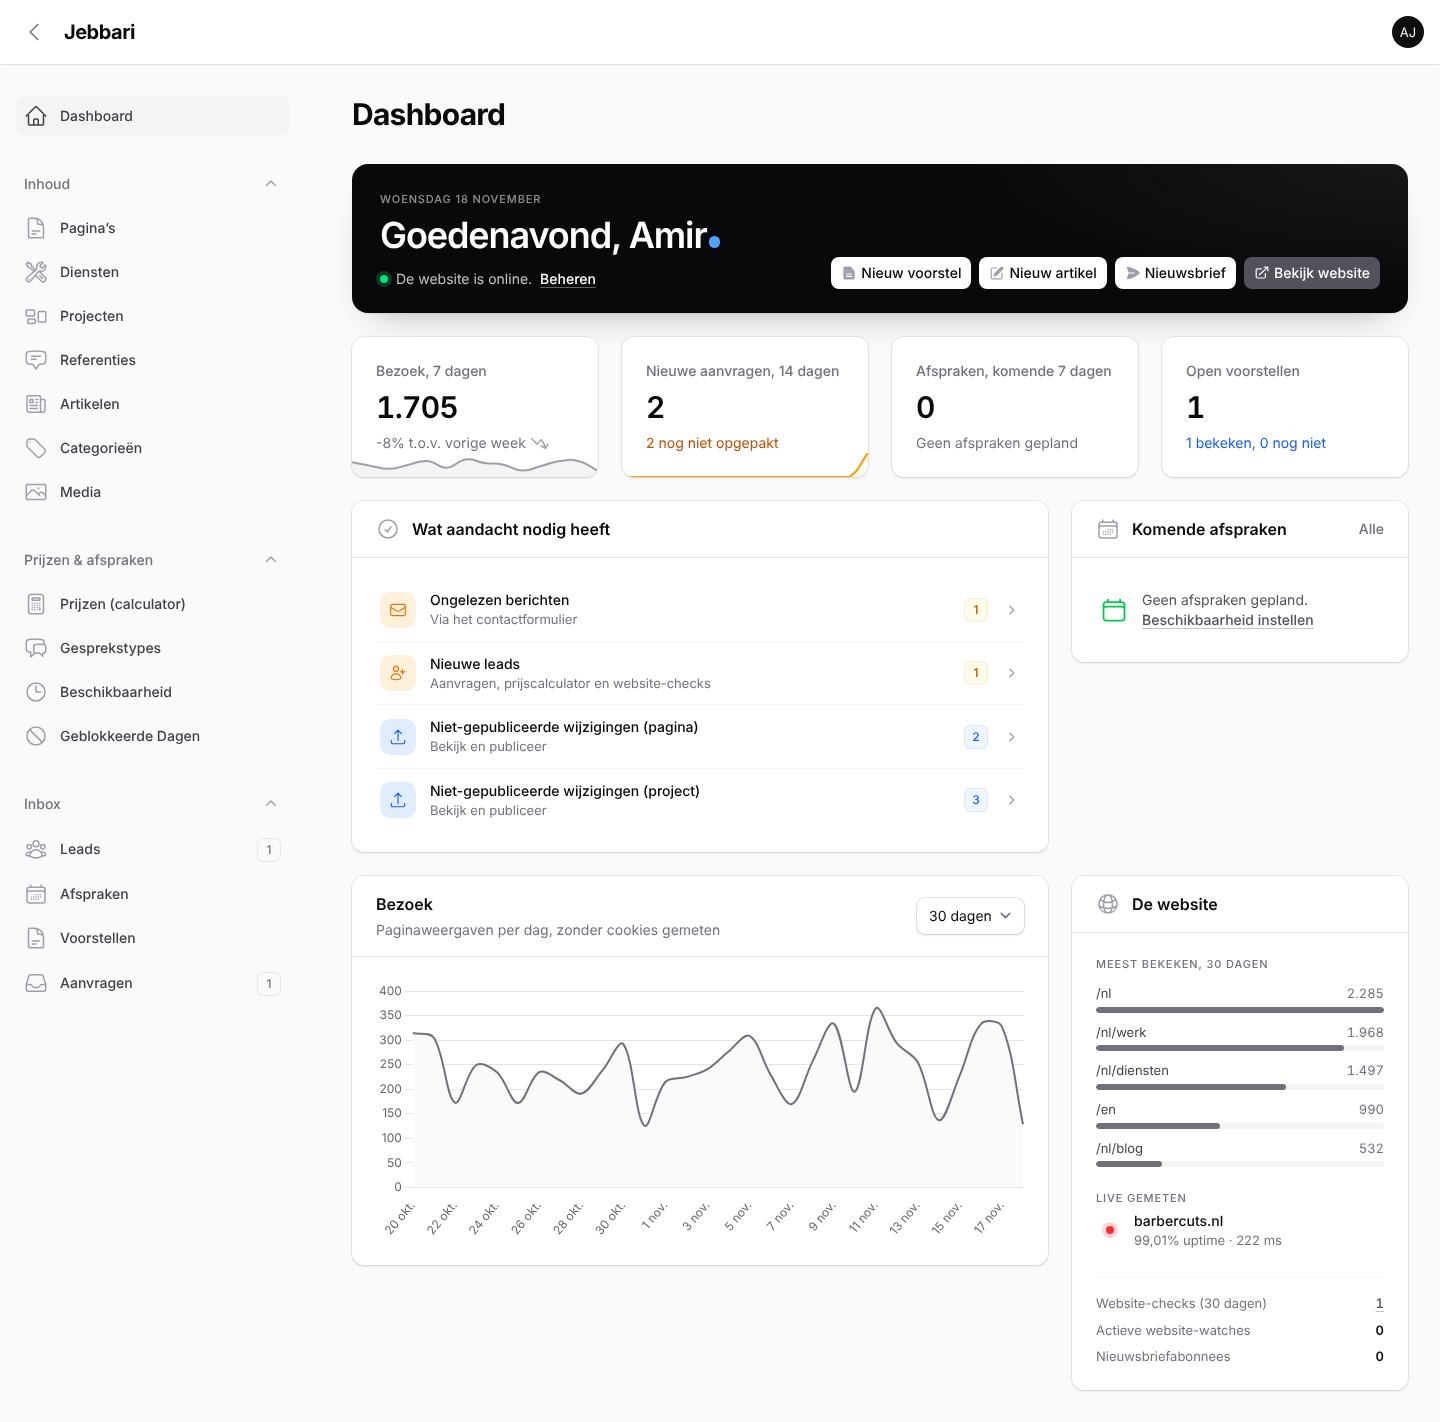 Jebbari
AJ
Dashboard
Inhoud
Pagina's
Diensten
Projecten
Referenties
Artikelen
Categorieën
Media
Prijzen & afspraken
Prijzen (calculator)
Gesprekstypes
Beschikbaarheid
Geblokkeerde Dagen
Inbox
Leads 1
Afspraken
Voorstellen
Aanvragen 1
Dashboard
WOENSDAG 18 NOVEMBER
Goedenavond, Amir.
De website is online. Beheren
Nieuw voorstel
Nieuw artikel
Nieuwsbrief
Bekijk website
Bezoek, 7 dagen
1.705
-8% t.o.v. vorige week
Nieuwe aanvragen, 14 dagen
2
2 nog niet opgepakt
Afspraken, komende 7 dagen
0
Geen afspraken gepland
Open voorstellen
1
1 bekeken, 0 nog niet
Wat aandacht nodig heeft
Ongelezen berichten
Via het contactformulier
1
Nieuwe leads
Aanvragen, prijscalculator en website-checks
1
Niet-gepubliceerde wijzigingen (pagina)
Bekijk en publiceer
2
Niet-gepubliceerde wijzigingen (project)
Bekijk en publiceer
3
Komende afspraken
Alle
Geen afspraken gepland.
Beschikbaarheid instellen
Bezoek
Paginaweergaven per dag, zonder cookies gemeten
30 dagen
400
350
300
250
200
150
100
50
0
20 okt.
22 okt.
24 okt.
26 okt.
28 okt.
30 okt.
1 nov.
3 nov.
5 nov.
7 nov.
9 nov.
11 nov.
13 nov.
15 nov.
17 nov.
De website
MEEST BEKEKEN, 30 DAGEN
/nl 2.285
/nl/werk 1.968
/nl/diensten 1.497
/en 990
/nl/blog 532
LIVE GEMETEN
barbercuts.nl
99,01% uptime · 222 ms
Website-checks (30 dagen) 1
Actieve website-watches 0
Nieuwsbriefabonnees 0